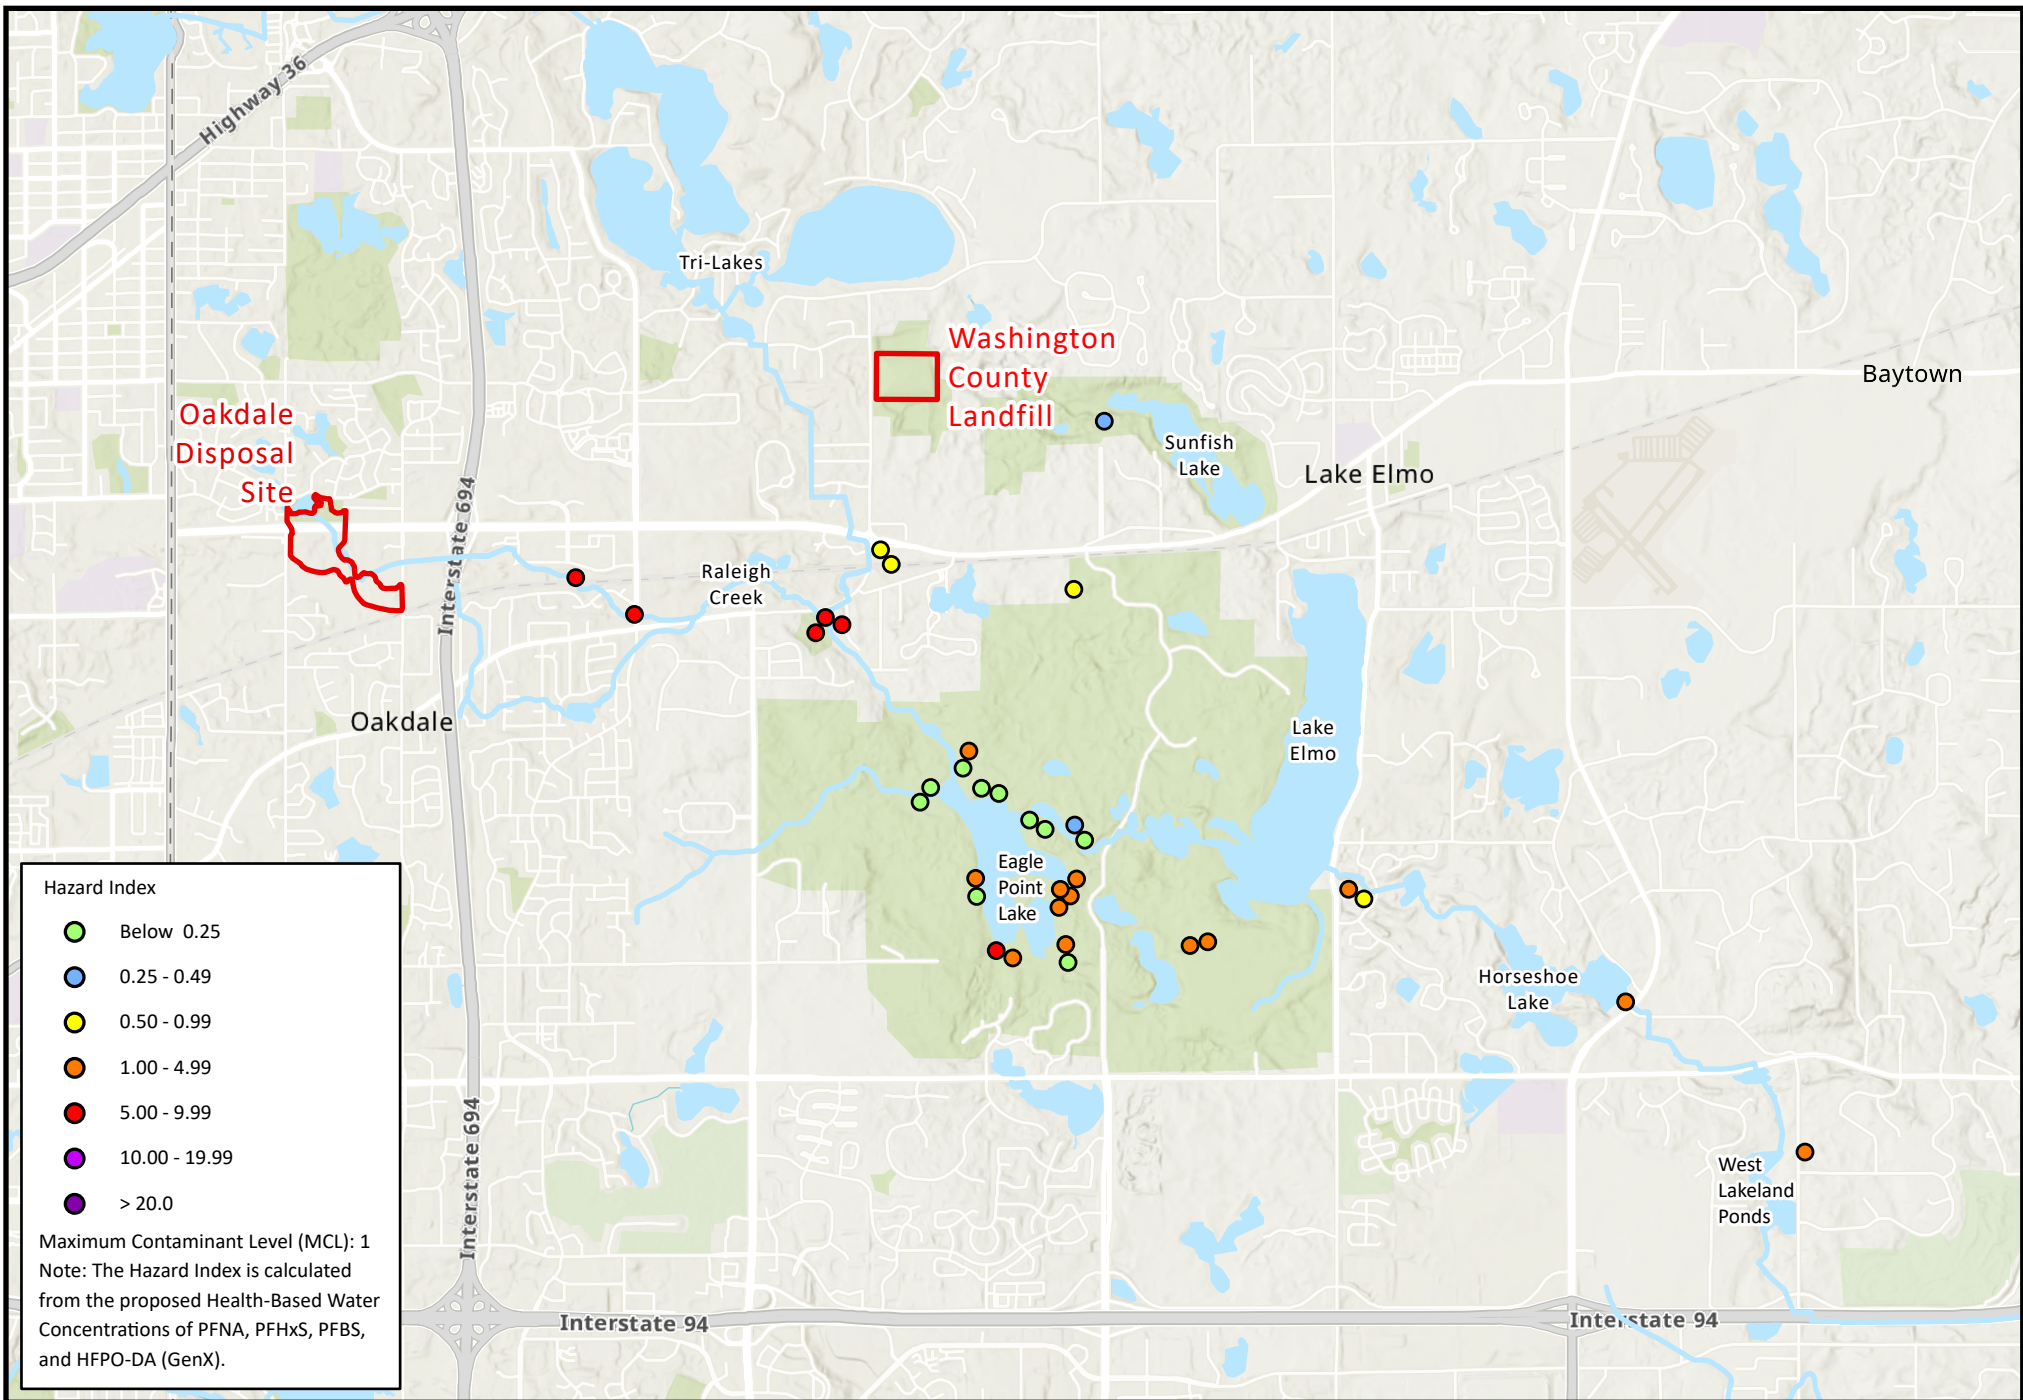 Highway 36
Tri-Lakes
Washington
County
Landfill
Baytown
Oakdale
Disposal
Site
Sunfish
Lake
Lake Elmo
Interstate 694
Raleigh
Creek
Oakdale
Lake
Elmo
Eagle
Point
Lake
Horseshoe
Lake
Interstate 694
West
Lakeland
Ponds
Interstate 94
Interstate 94
Hazard Index
Below 0.25
0.25 - 0.49
0.50 - 0.99
1.00 - 4.99
5.00 - 9.99
10.00 - 19.99
> 20.0
Maximum Contaminant Level (MCL): 1
Note: The Hazard Index is calculated
from the proposed Health-Based Water
Concentrations of PFNA, PFHxS, PFBS,
and HFPO-DA (GenX).